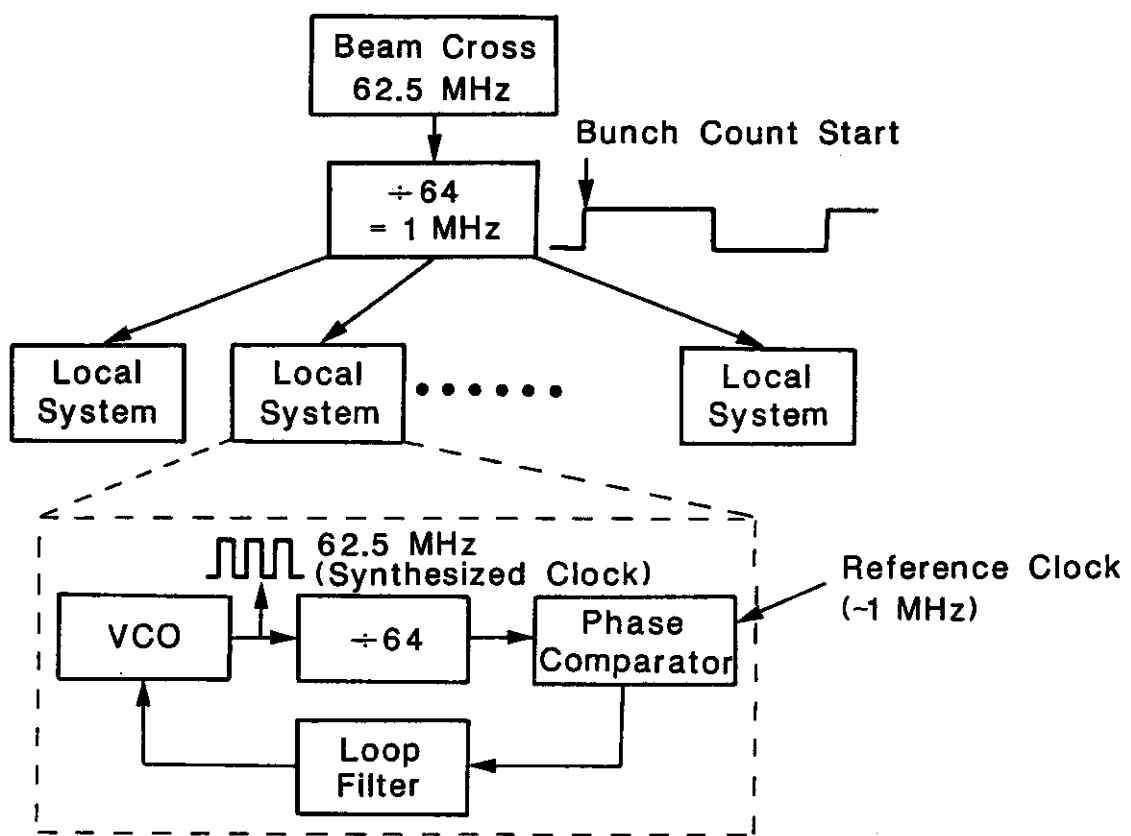 Beam Cross
62.5 MHz
Bunch Count Start
÷64
= 1 MHz
Local
System
Local
System
Local
System
62.5 MHz
(Synthesized Clock)
Reference Clock
(~1 MHz)
VCO
÷64
Phase
Comparator
Loop
Filter